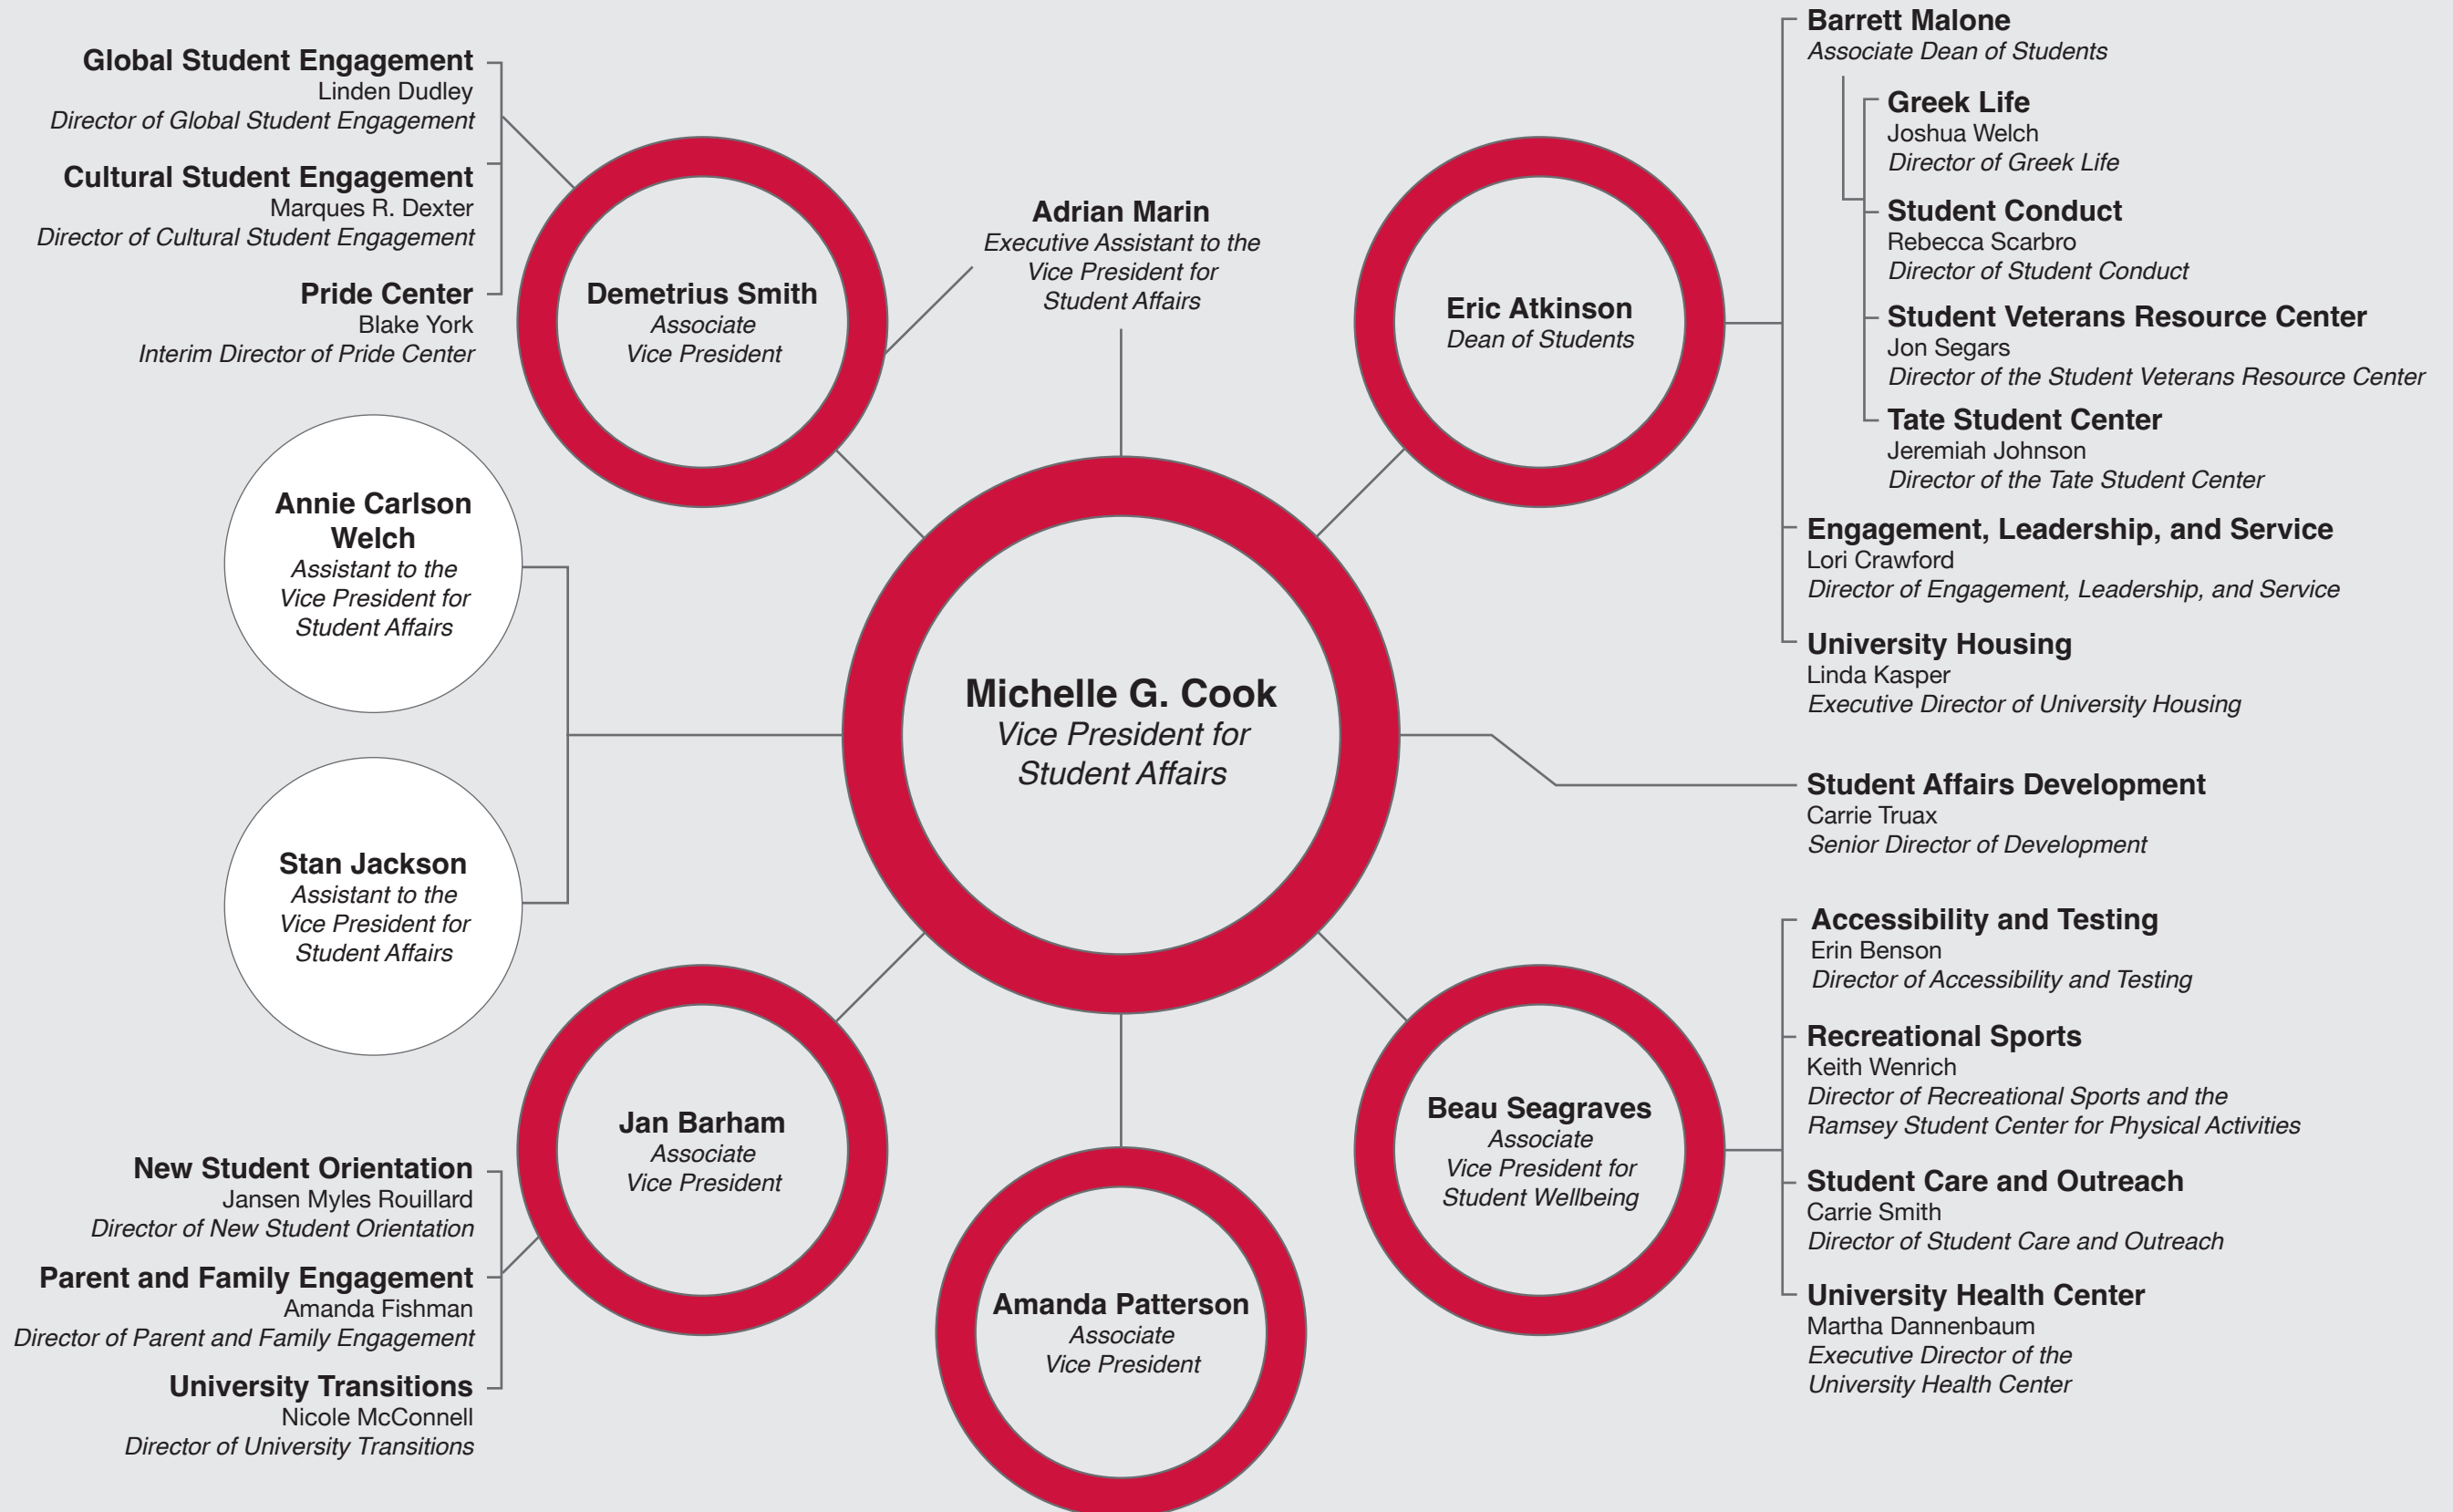 Global Student Engagement
Linden Dudley
Director of Global Student Engagement
Cultural Student Engagement
Marques R. Dexter
Director of Cultural Student Engagement
Pride Center
Blake York
Interim Director of Pride Center
Demetrius Smith
Associate
Vice President
Adrian Marin
Executive Assistant to the
Vice President for
Student Affairs
Eric Atkinson
Dean of Students
Barrett Malone
Associate Dean of Students
Greek Life
Joshua Welch
Director of Greek Life
Student Conduct
Rebecca Scarbro
Director of Student Conduct
Student Veterans Resource Center
Jon Segars
Director of the Student Veterans Resource Center
Tate Student Center
Jeremiah Johnson
Director of the Tate Student Center
Engagement, Leadership, and Service
Lori Crawford
Director of Engagement, Leadership, and Service
University Housing
Linda Kasper
Executive Director of University Housing
Annie Carlson
Welch
Assistant to the
Vice President for
Student Affairs
Michelle G. Cook
Vice President for
Student Affairs
Student Affairs Development
Carrie Truax
Senior Director of Development
Stan Jackson
Assistant to the
Vice President for
Student Affairs
Jan Barham
Associate
Vice President
New Student Orientation
Jansen Myles Rouillard
Director of New Student Orientation
Parent and Family Engagement
Amanda Fishman
Director of Parent and Family Engagement
University Transitions
Nicole McConnell
Director of University Transitions
Amanda Patterson
Associate
Vice President
Beau Seagraves
Associate
Vice President for
Student Wellbeing
Accessibility and Testing
Erin Benson
Director of Accessibility and Testing
Recreational Sports
Keith Wenrich
Director of Recreational Sports and the
Ramsey Student Center for Physical Activities
Student Care and Outreach
Carrie Smith
Director of Student Care and Outreach
University Health Center
Martha Dannenbaum
Executive Director of the
University Health Center